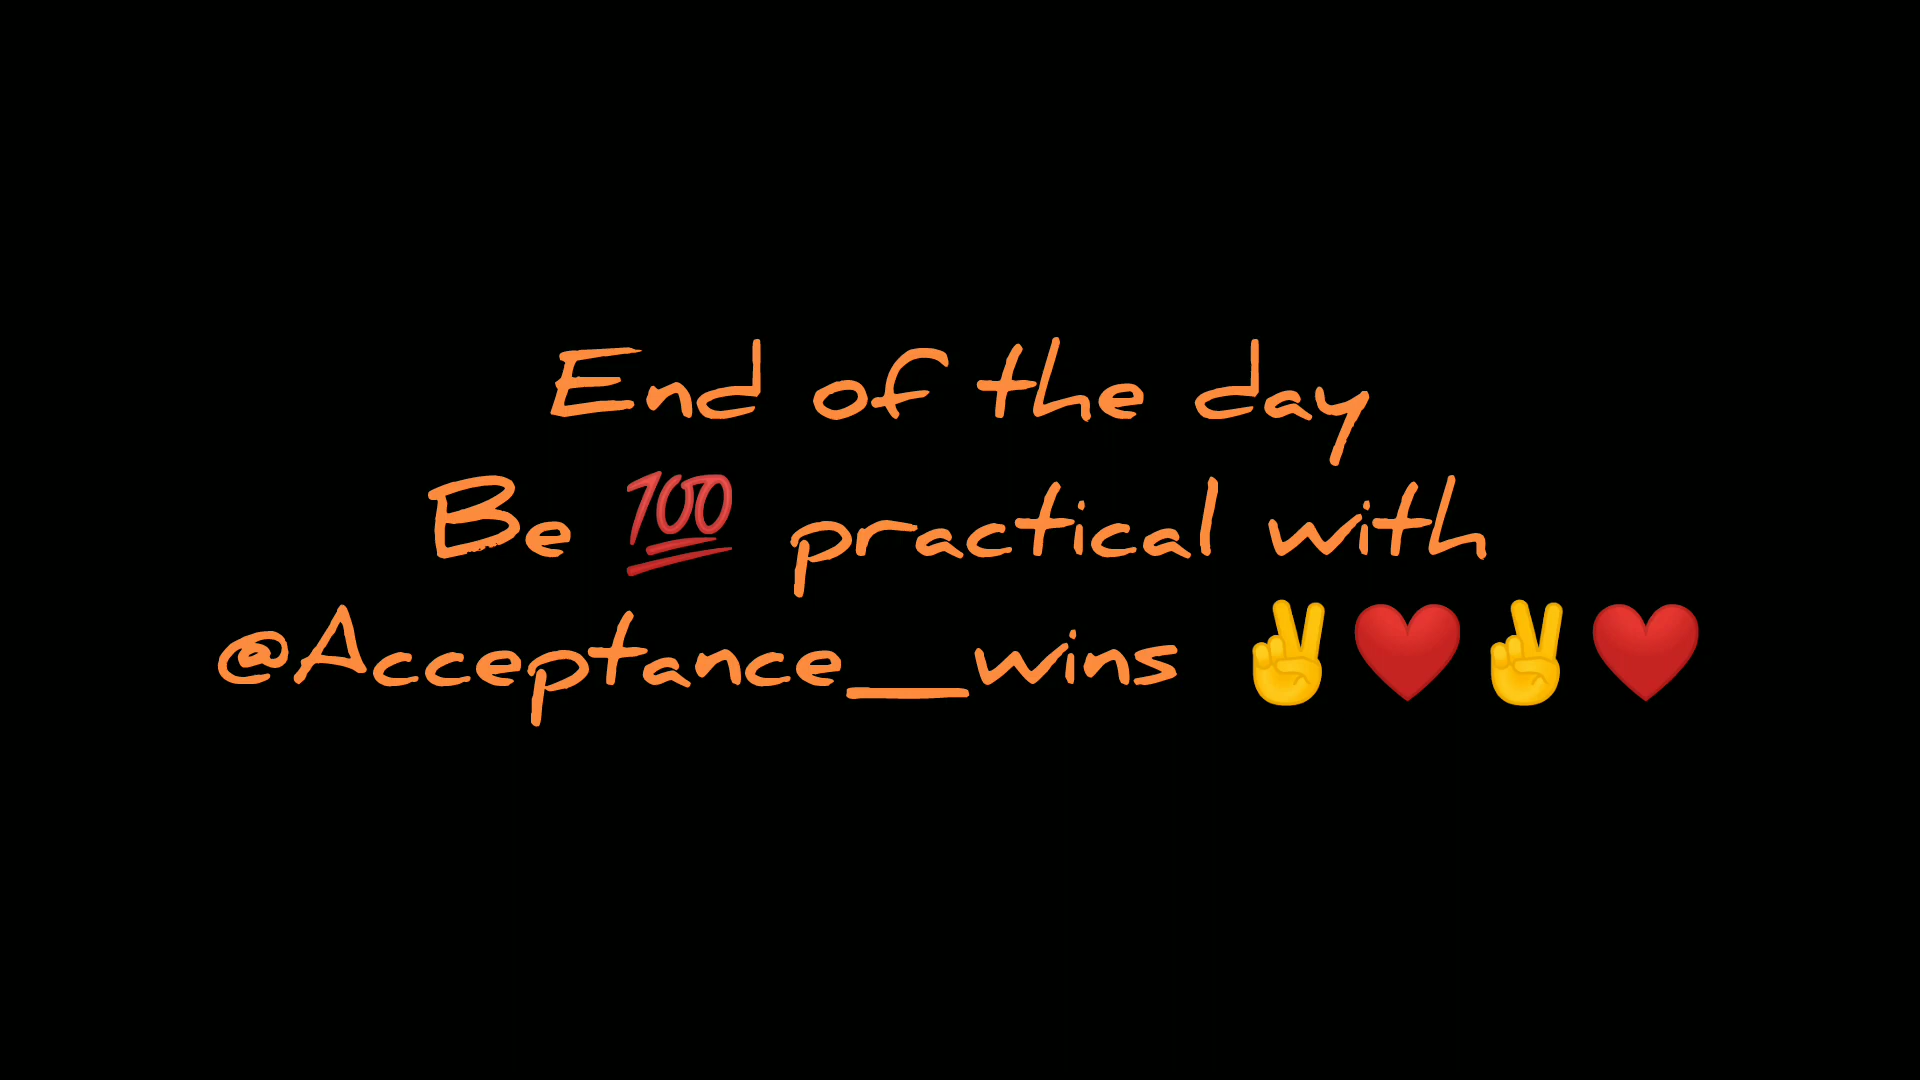 End of the day
Be 💯 practical with
@Acceptance__wins ✌❤✌❤